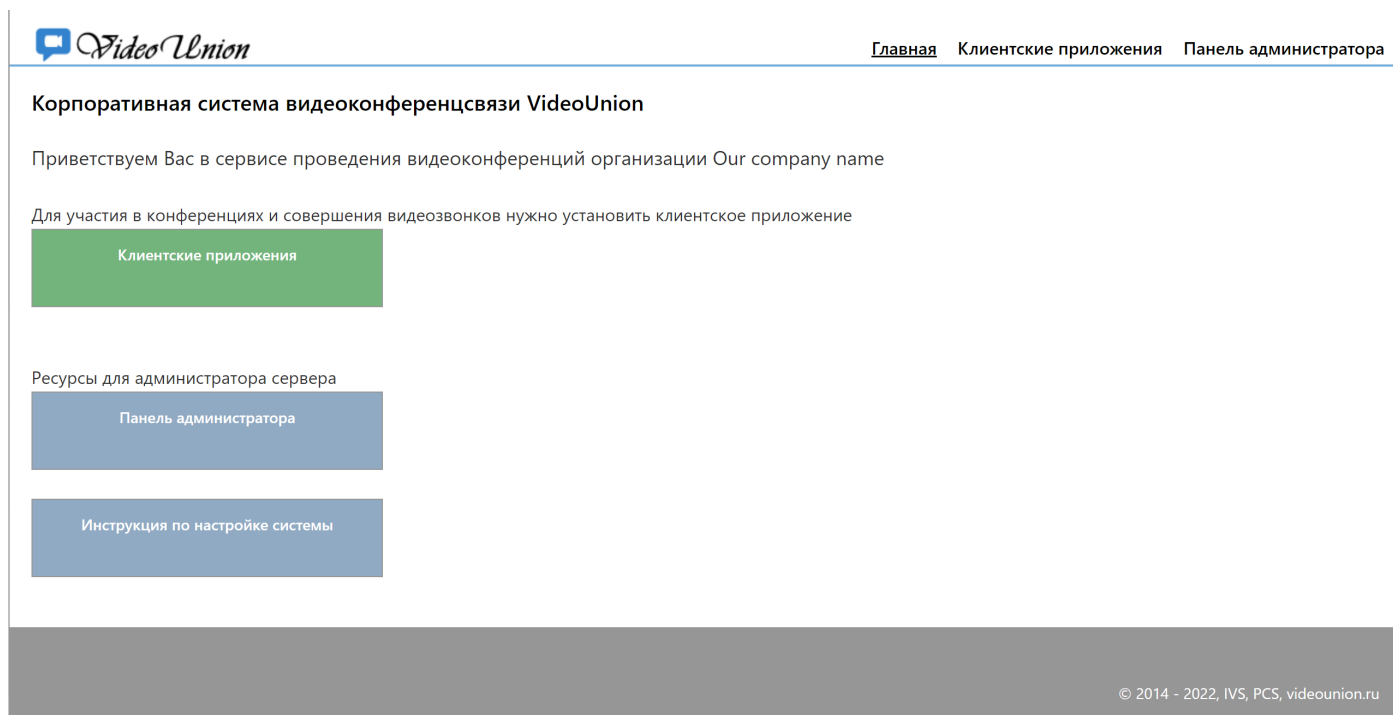 VideoUnion
Главная Клиентские приложения Панель администратора
Корпоративная система видеоконференцсвязи VideoUnion
Приветствуем Вас в сервисе проведения видеоконференций организации Our company name
Для участия в конференциях и совершения видеозвонков нужно установить клиентское приложение
Клиентские приложения
Ресурсы для администратора сервера
Панель администратора
Инструкция по настройке системы
© 2014 - 2022, IVS, PCS, videounion.ru